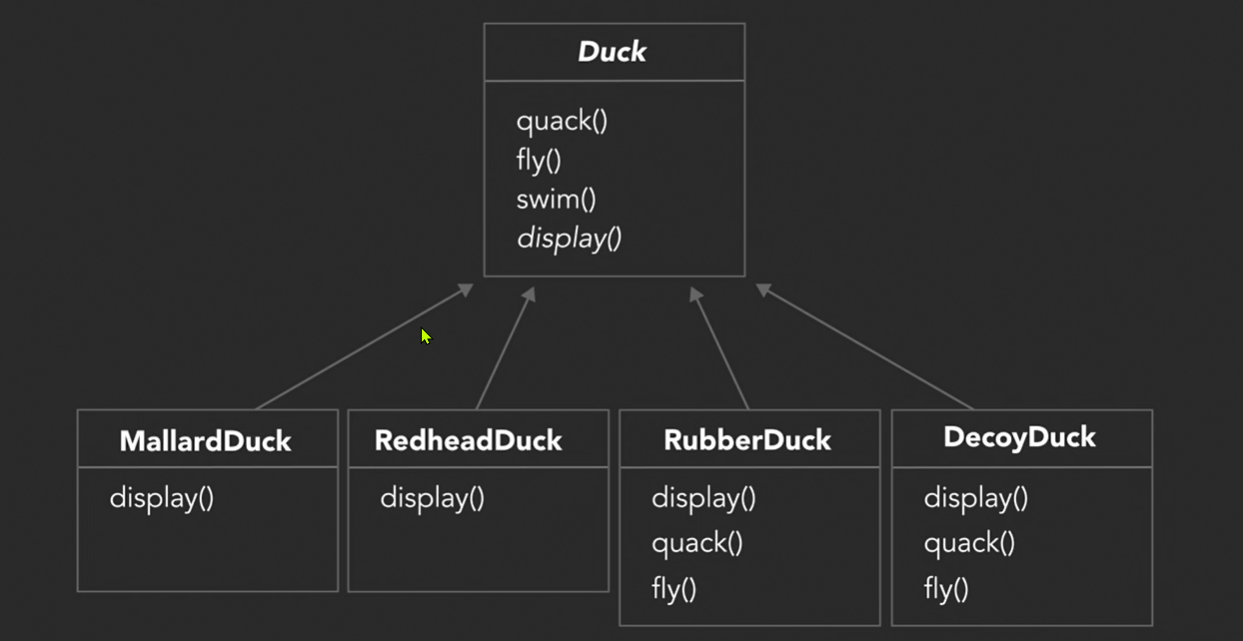 Duck
quack()
fly()
swim()
display()
MallardDuck
display()
RedheadDuck
display()
RubberDuck
display()
quack()
fly()
DecoyDuck
display()
quack()
fly()